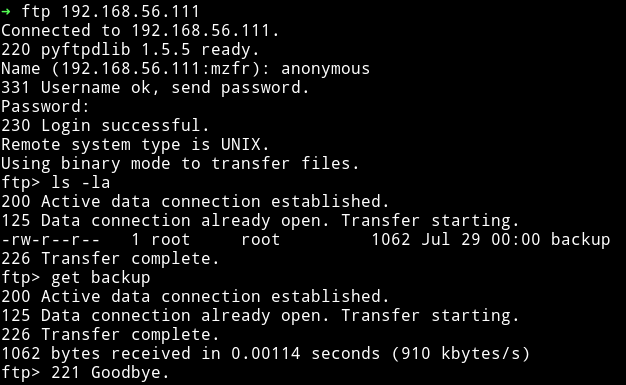 ➜ ftp 192.168.56.111
Connected to 192.168.56.111.
220 pyftpdlib 1.5.5 ready.
Name (192.168.56.111:mzfr): anonymous
331 Username ok, send password.
Password:
230 Login successful.
Remote system type is UNIX.
Using binary mode to transfer files.
ftp> ls -la
200 Active data connection established.
125 Data connection already open. Transfer starting.
-rw-r--r--   1 root     root         1062 Jul 29 00:00 backup
226 Transfer complete.
ftp> get backup
200 Active data connection established.
125 Data connection already open. Transfer starting.
226 Transfer complete.
1062 bytes received in 0.00114 seconds (910 kbytes/s)
ftp> 221 Goodbye.